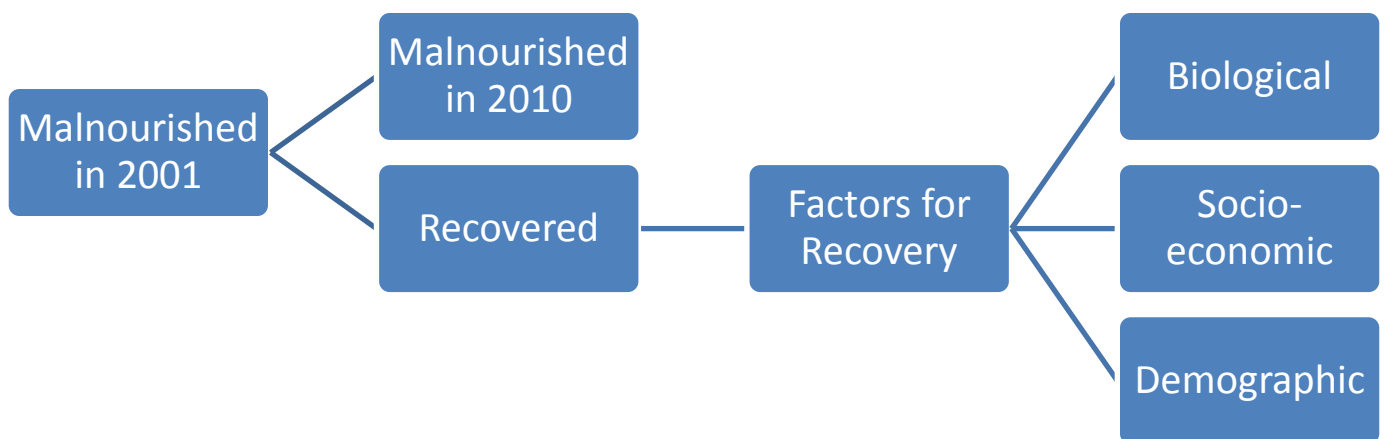 Malnourished
in 2001
Malnourished
in 2010
Recovered
Factors for
Recovery
Biological
Socio-
economic
Demographic